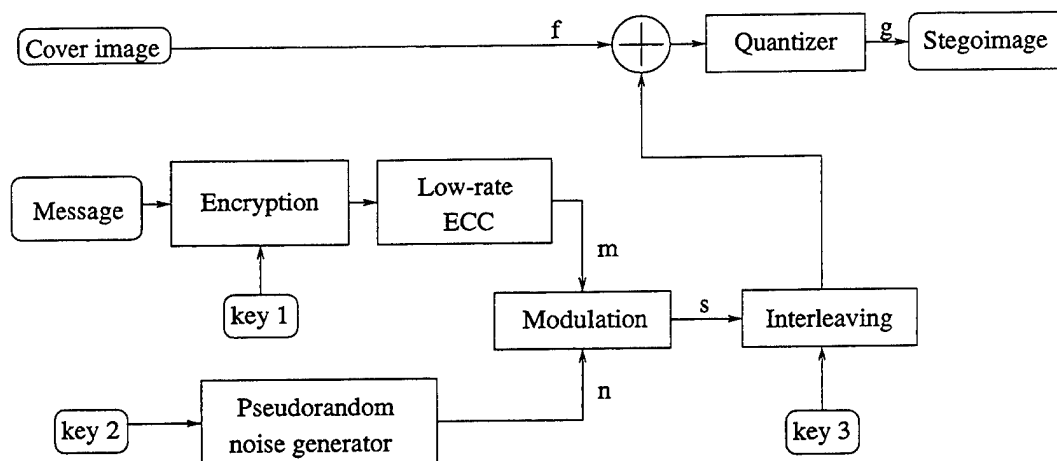 f
Cover image
Quantizer
g
Stegoimage
Message
Encryption
Low-rate
ECC
m
key 1
Modulation
s
Interleaving
n
key 2
Pseudorandom
noise generator
key 3